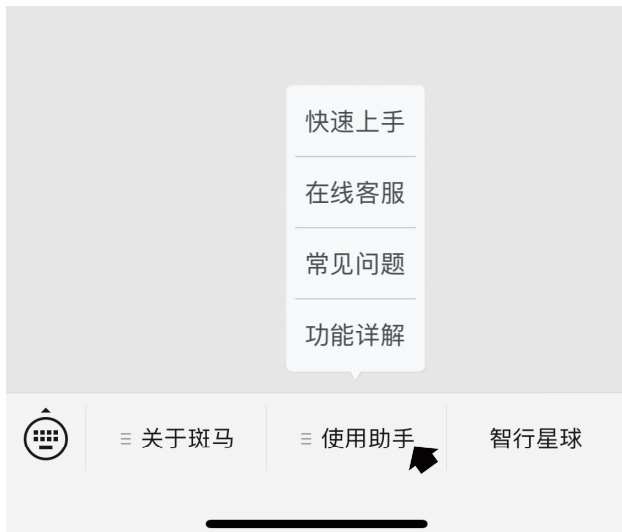 快速上手
在线客服
常见问题
功能详解
关于斑马
使用助手
智行星球